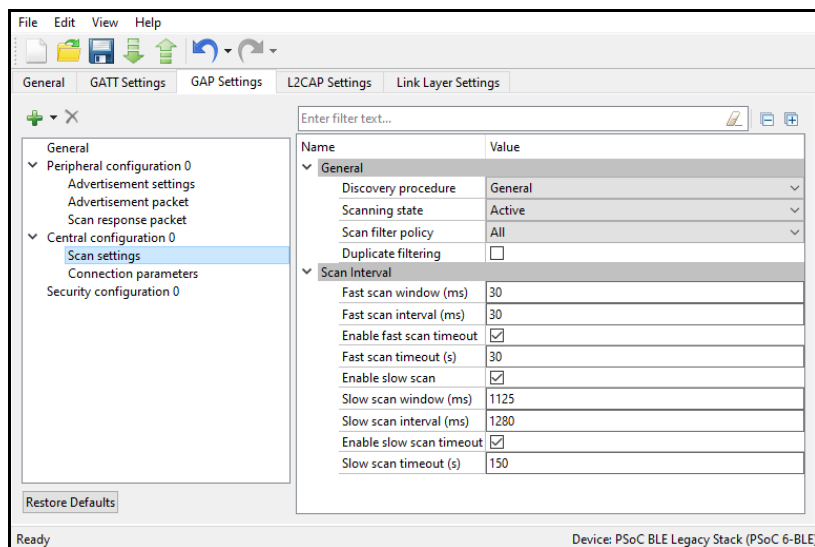 File Edit View Help
General GATT Settings GAP Settings L2CAP Settings Link Layer Settings
Enter filter text...
General
Peripheral configuration 0
Advertisement settings
Advertisement packet
Scan response packet
Central configuration 0
Scan settings
Connection parameters
Security configuration 0
Name Value
General
Discovery procedure General
Scanning state Active
Scan filter policy All
Duplicate filtering
Scan Interval
Fast scan window (ms) 30
Fast scan interval (ms) 30
Enable fast scan timeout
Fast scan timeout (s) 30
Enable slow scan
Slow scan window (ms) 1125
Slow scan interval (ms) 1280
Enable slow scan timeout
Slow scan timeout (s) 150
Restore Defaults
Ready Device: PSoC BLE Legacy Stack (PSoC 6-BLE)